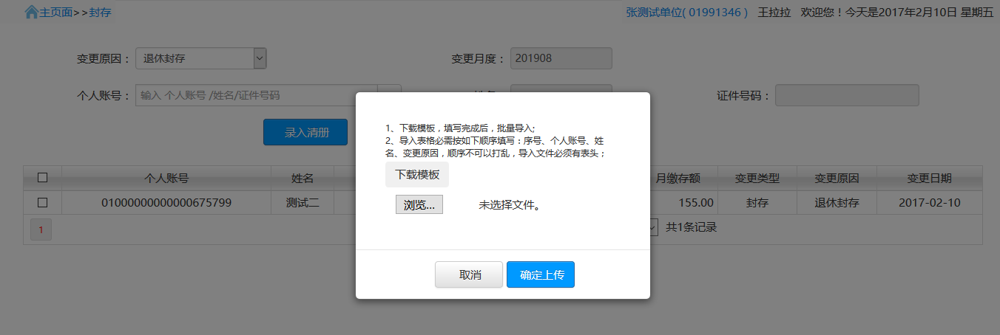 主页面>>封存
张测试单位( 01991346 ) 王拉拉 欢迎您！今天是2017年2月10日 星期五
变更原因： 退休封存 变更月度： 201908
个人账号： 输入 个人账号 /姓名/证件号码 证件号码：
录入清册
1、下载模板，填写完成后，批量导入;
2、导入表格必需按如下顺序填写：序号、个人账号、姓
名、变更原因，顺序不可以打乱，导入文件必须有表头；
下载模板
浏览... 未选择文件。
取消 确定上传
个人账号 姓名 月缴存额 变更类型 变更原因 变更日期
01000000000000675799 测试二 155.00 封存 退休封存 2017-02-10
1 共1条记录